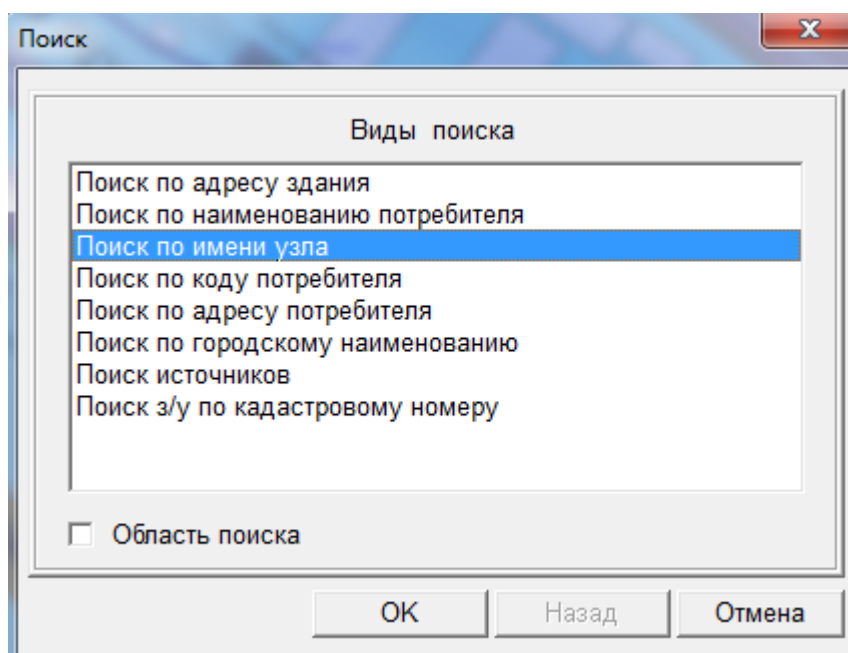 Поиск
Виды поиска
Поиск по адресу здания
Поиск по наименованию потребителя
Поиск по имени узла
Поиск по коду потребителя
Поиск по адресу потребителя
Поиск по городскому наименованию
Поиск источников
Поиск з/у по кадастровому номеру
Область поиска
OK Назад Отмена